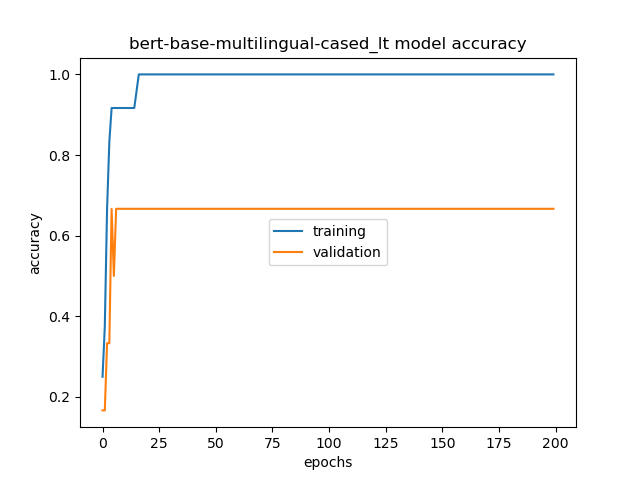 bert-base-multilingual-cased_lt model accuracy
1.0
0.8
0.6
0.4
0.2
accuracy
training
validation
0 25 50 75 100 125 150 175 200
epochs